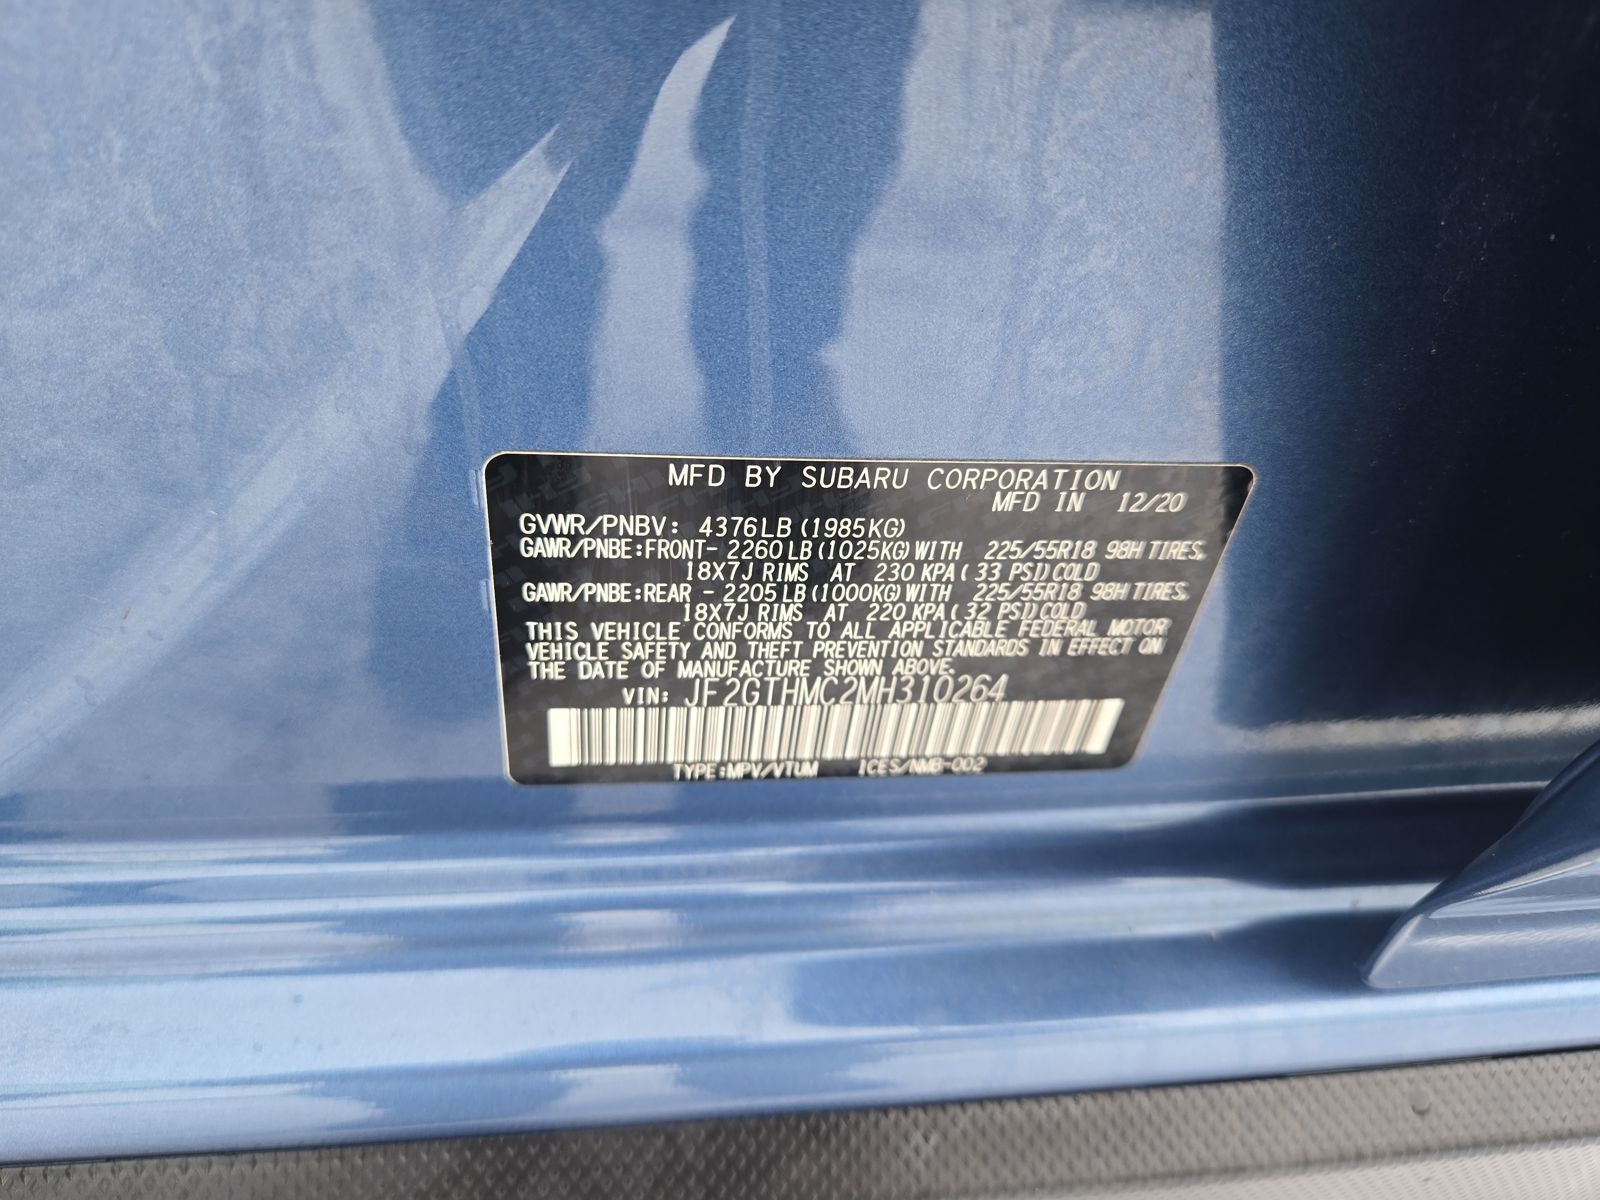 MFD BY SUBARU CORPORATION
MFD IN 12/20
GVWR/PNBV: 4376LB (1985KG)
GAWR/PNBE:FRONT- 2260LB (1025KG) WITH 225/55R18 98H TIRES,
18X7J RIMS AT 230 KPA ( 33 PSI) COLD
GAWR/PNBE:REAR - 2205LB (1000KG) WITH 225/55R18 98H TIRES,
18X7J RIMS AT 220 KPA ( 32 PSI) COLD
THIS VEHICLE CONFORMS TO ALL APPLICABLE FEDERAL MOTOR
VEHICLE SAFETY AND THEFT PREVENTION STANDARDS IN EFFECT ON
THE DATE OF MANUFACTURE SHOWN ABOVE.
VIN: JF2GTHMC2MH310264
TYPE:MPV/VTUM ICES/NMB-002